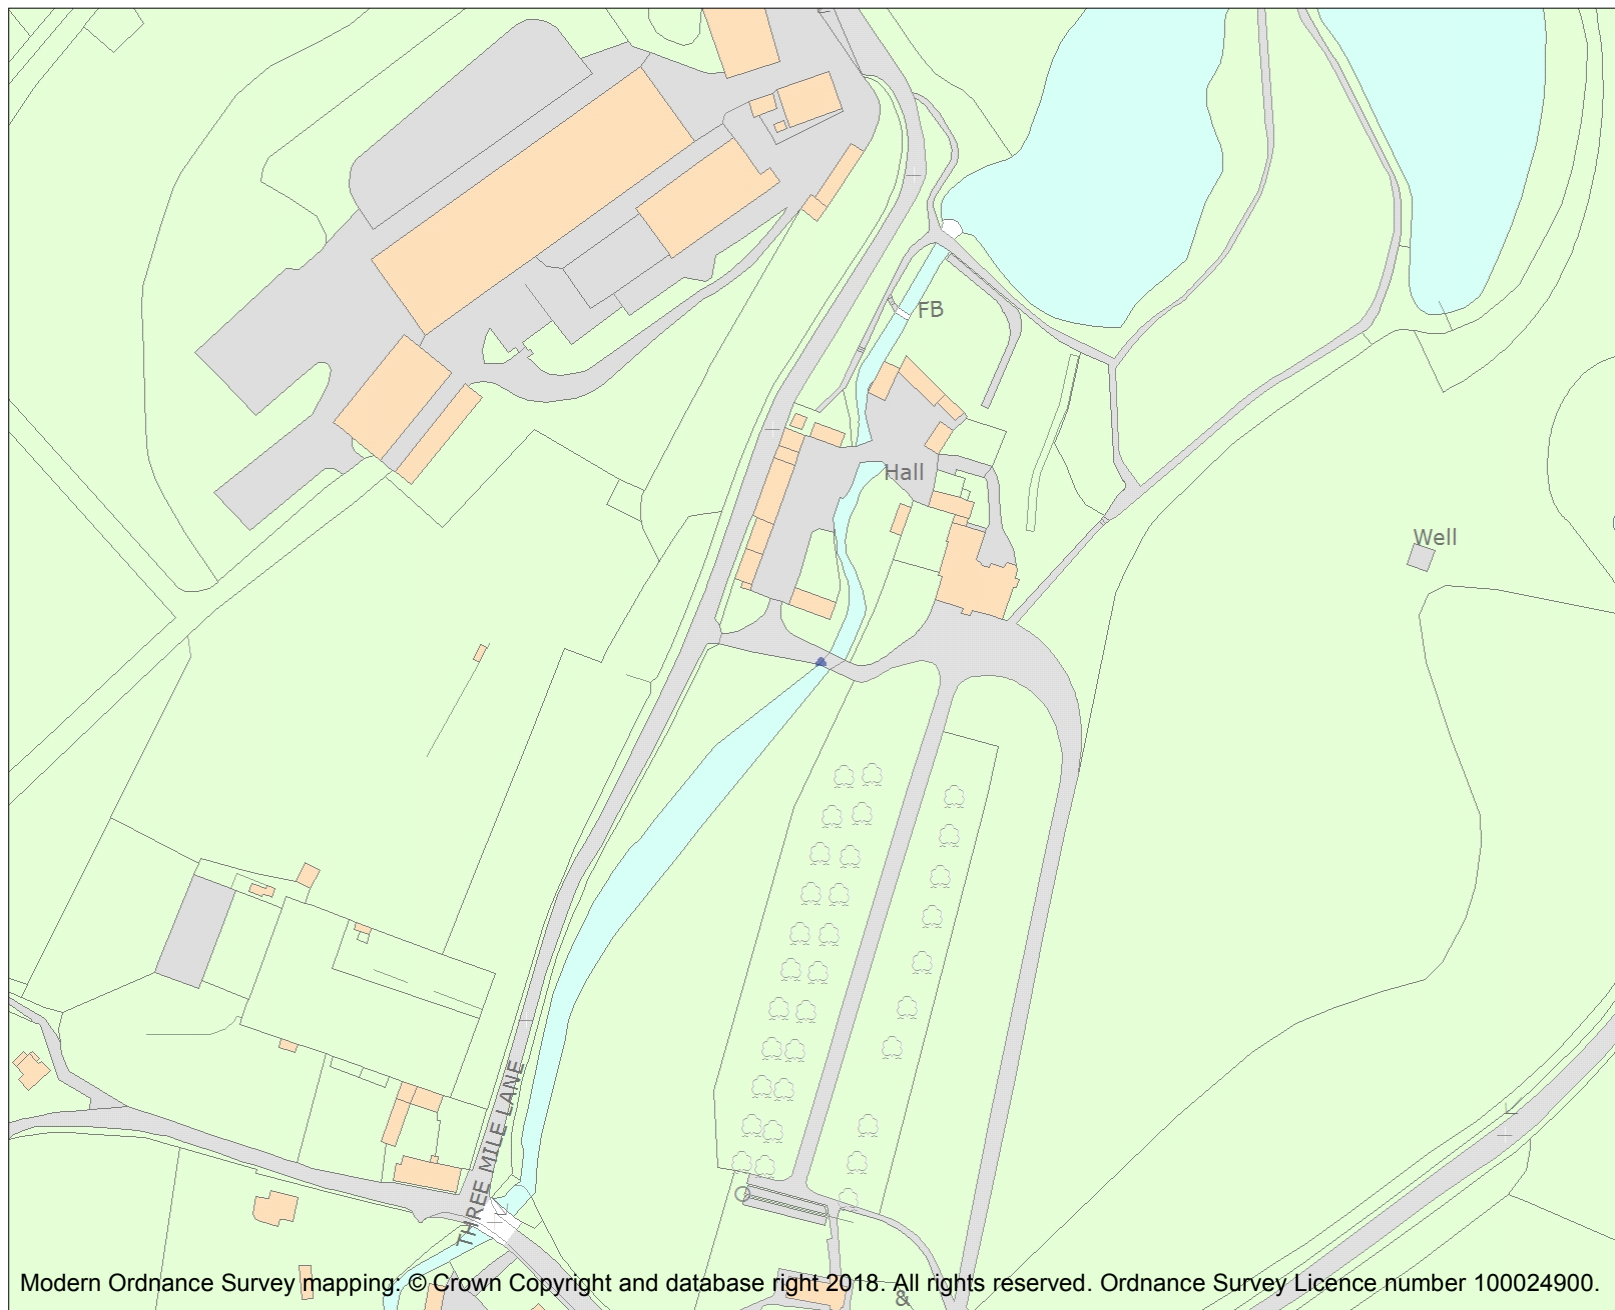 FB
Hall
Well
THREE MILE LANE
&
Modern Ordnance Survey mapping: © Crown Copyright and database right 2018. All rights reserved. Ordnance Survey Licence number 100024900.